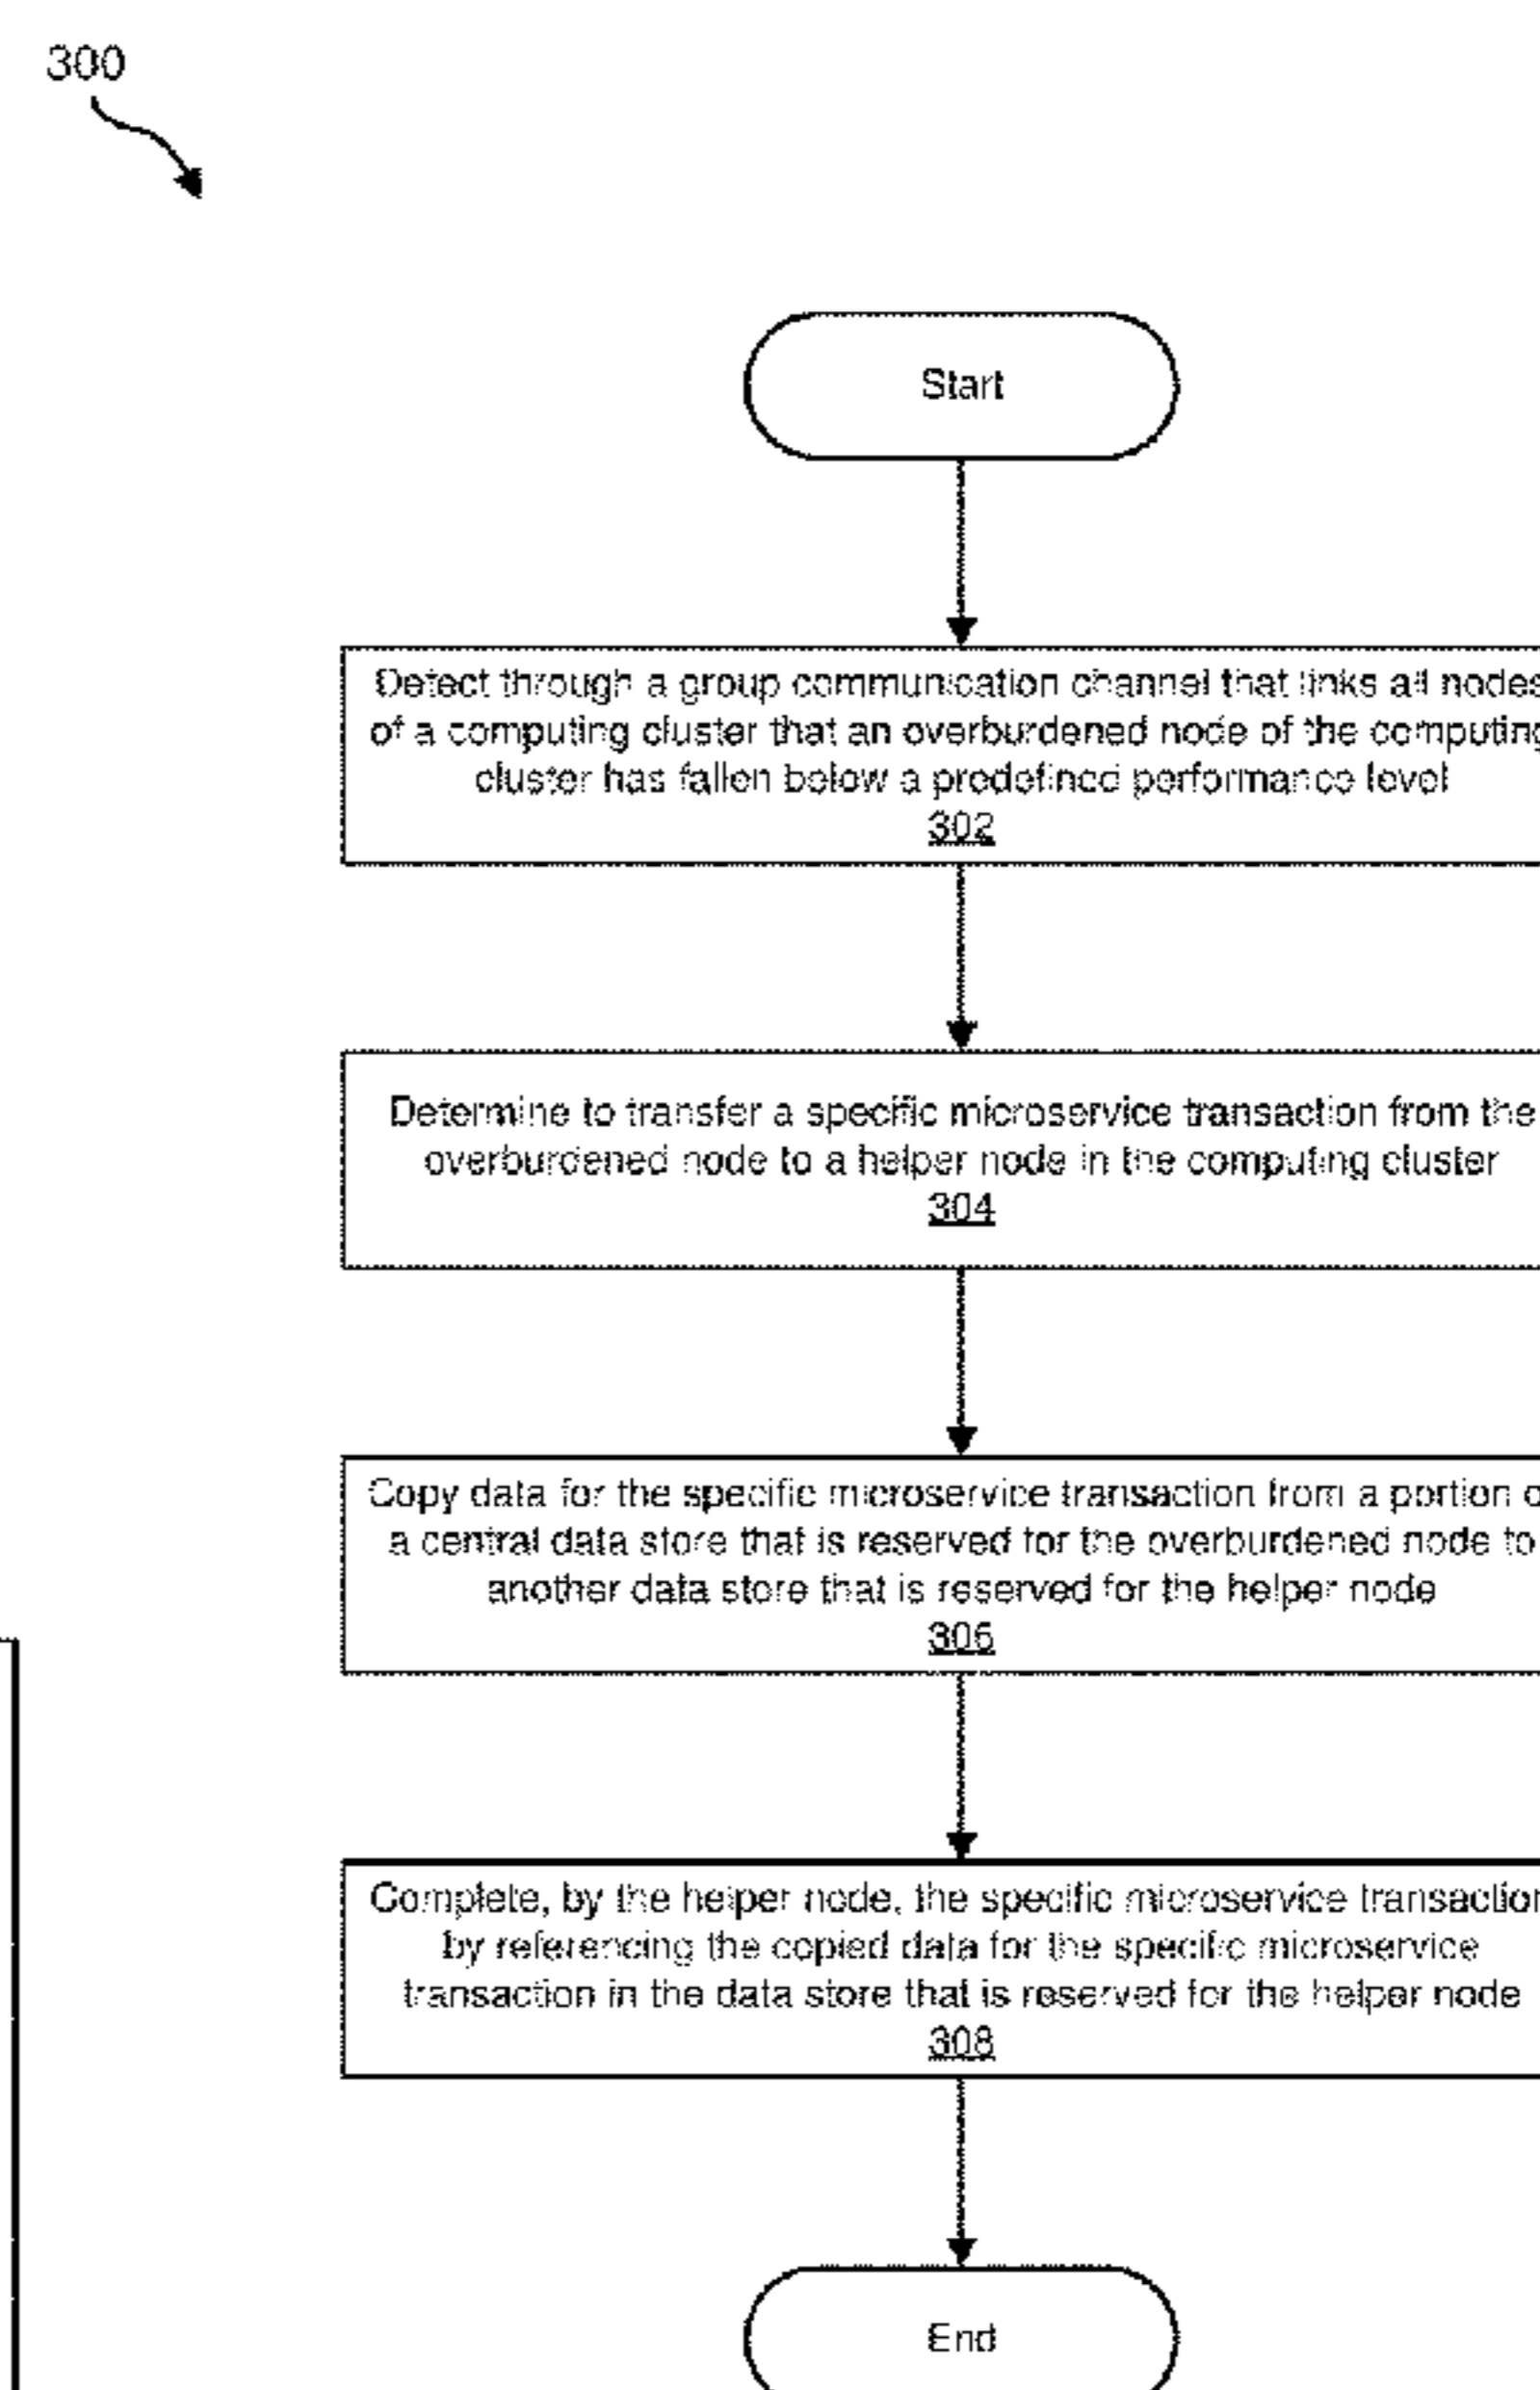 300
Start
Detect through a group communication channel that links all nodes
of a computing cluster that an overburdened node of the computing
cluster has fallen below a predefined performance level
302
Determine to transfer a specific microservice transaction from the
overburdened node to a helper node in the computing cluster
304
Copy data for the specific microservice transaction from a portion o
a central data store that is reserved for the overburdened node to
another data store that is reserved for the helper node
306
Complete, by the helper node, the specific microservice transaction
by referencing the copied data for the specific microservice
transaction in the data store that is reserved for the helper node
308
End